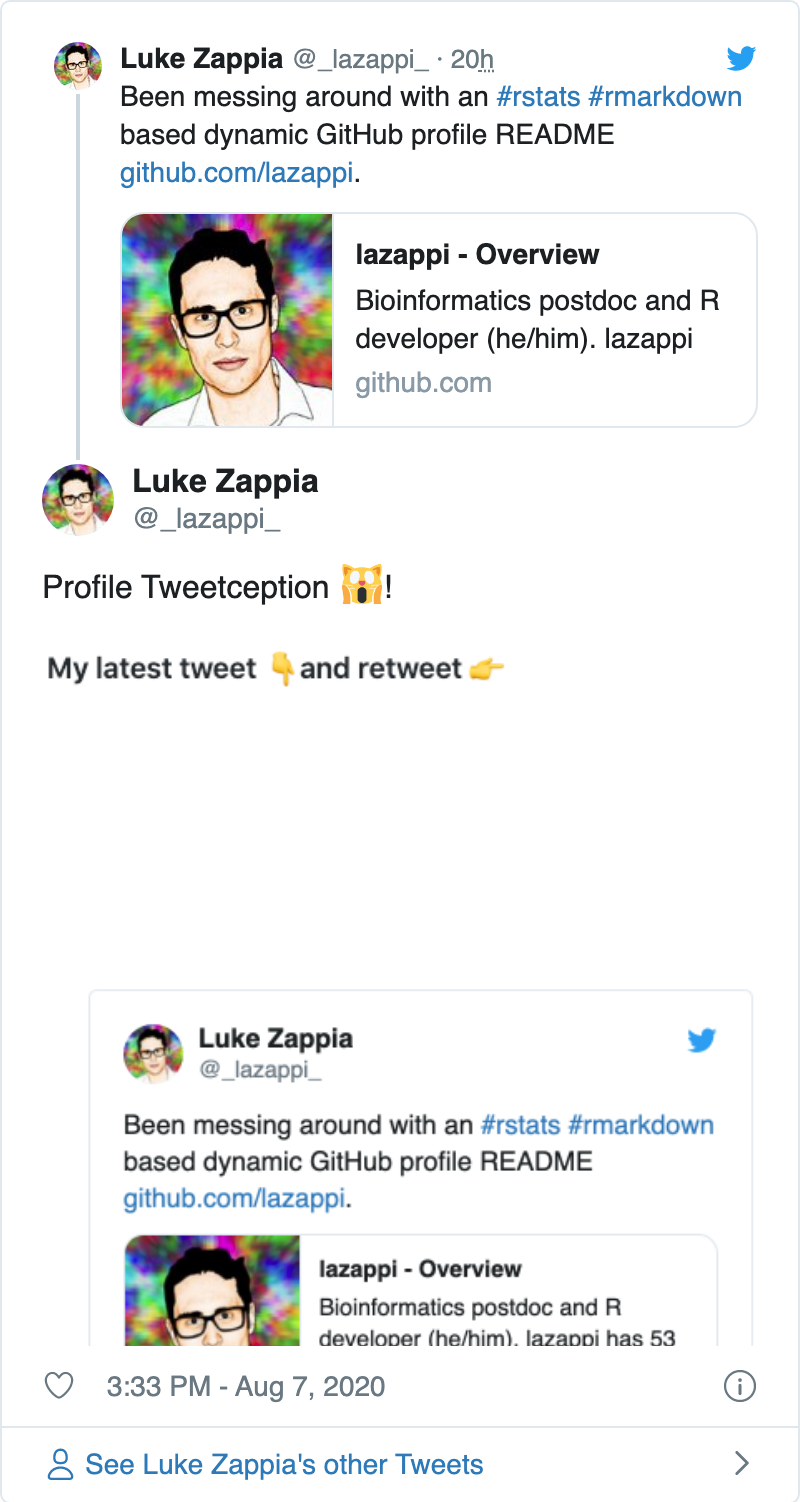 Luke Zappia @_lazappi_ · 20h
Been messing around with an #rstats #rmarkdown
based dynamic GitHub profile README
github.com/lazappi.
lazappi - Overview
Bioinformatics postdoc and R
developer (he/him). lazappi
github.com
Luke Zappia
@_lazappi_
Profile Tweetception 🙀!
My latest tweet 👇and retweet 👉
Luke Zappia
@_lazappi_
Been messing around with an #rstats #rmarkdown
based dynamic GitHub profile README
github.com/lazappi.
lazappi - Overview
Bioinformatics postdoc and R
developer (he/him). lazappi has 53
3:33 PM - Aug 7, 2020
See Luke Zappia's other Tweets